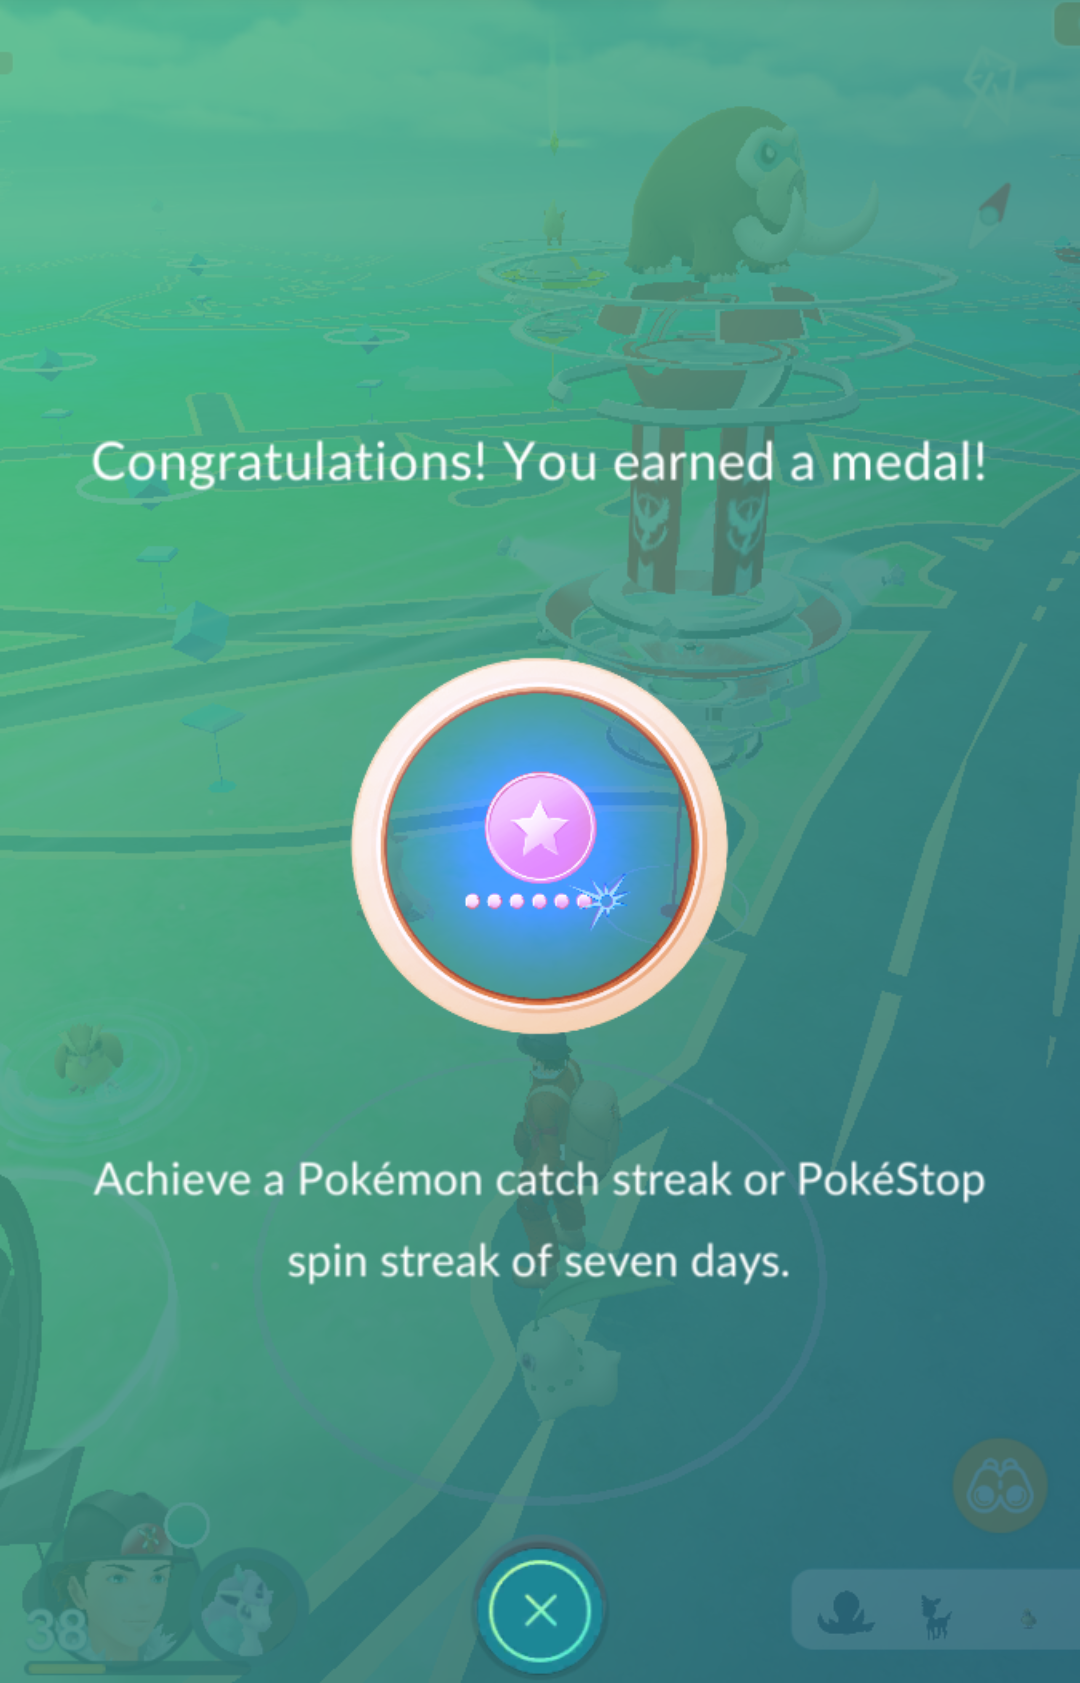 Congratulations! You earned a medal!
Achieve a Pokémon catch streak or PokéStop
spin streak of seven days.
38